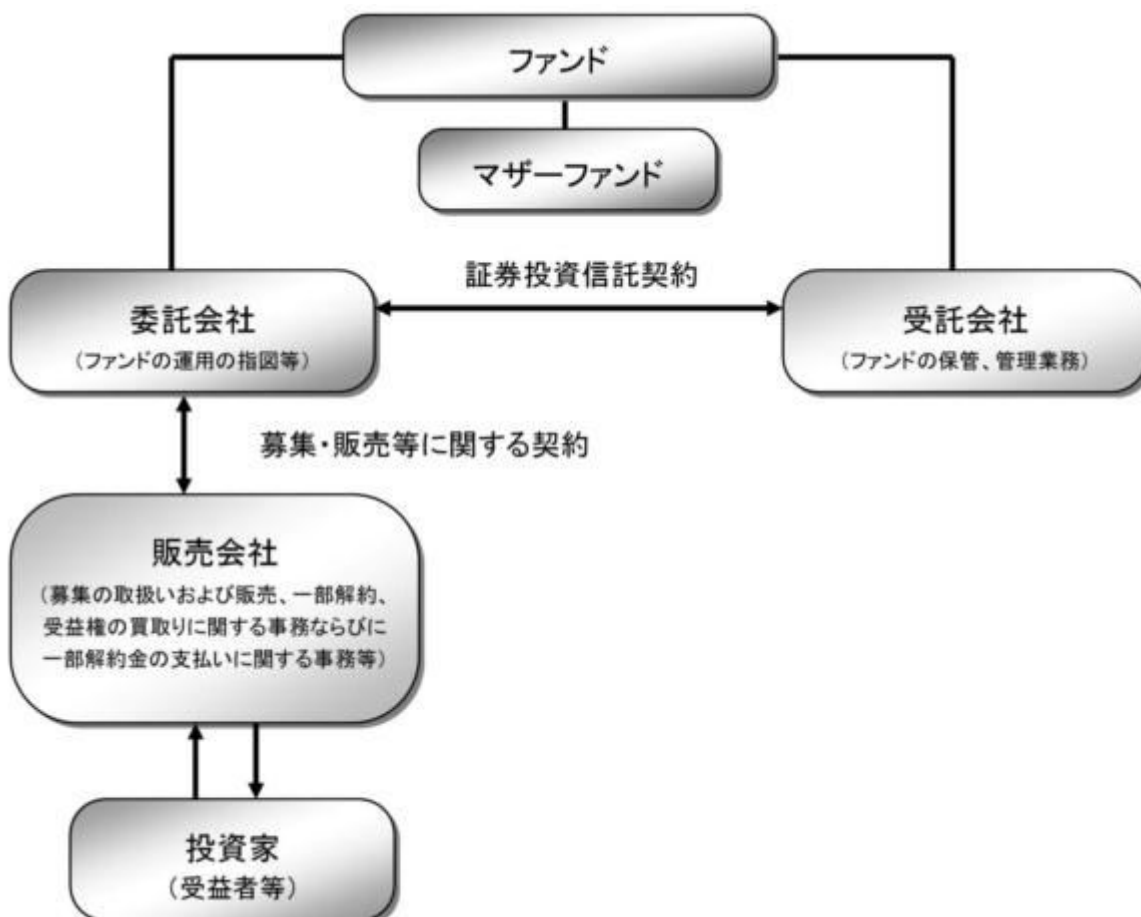 ファンド
マザーファンド
証券投資信託契約
委託会社
(ファンドの運用の指図等)
受託会社
(ファンドの保管、管理業務)
募集・販売等に関する契約
販売会社
(募集の取扱いおよび販売、一部解約、
受益権の買取りに関する事務ならびに
一部解約金の支払いに関する事務等)
投資家
(受益者等)